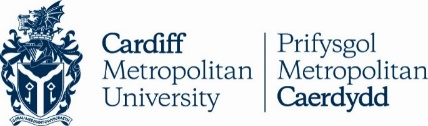 Cardiff
Metropolitan
University
Prifysgol
Metropolitan
Caerdydd